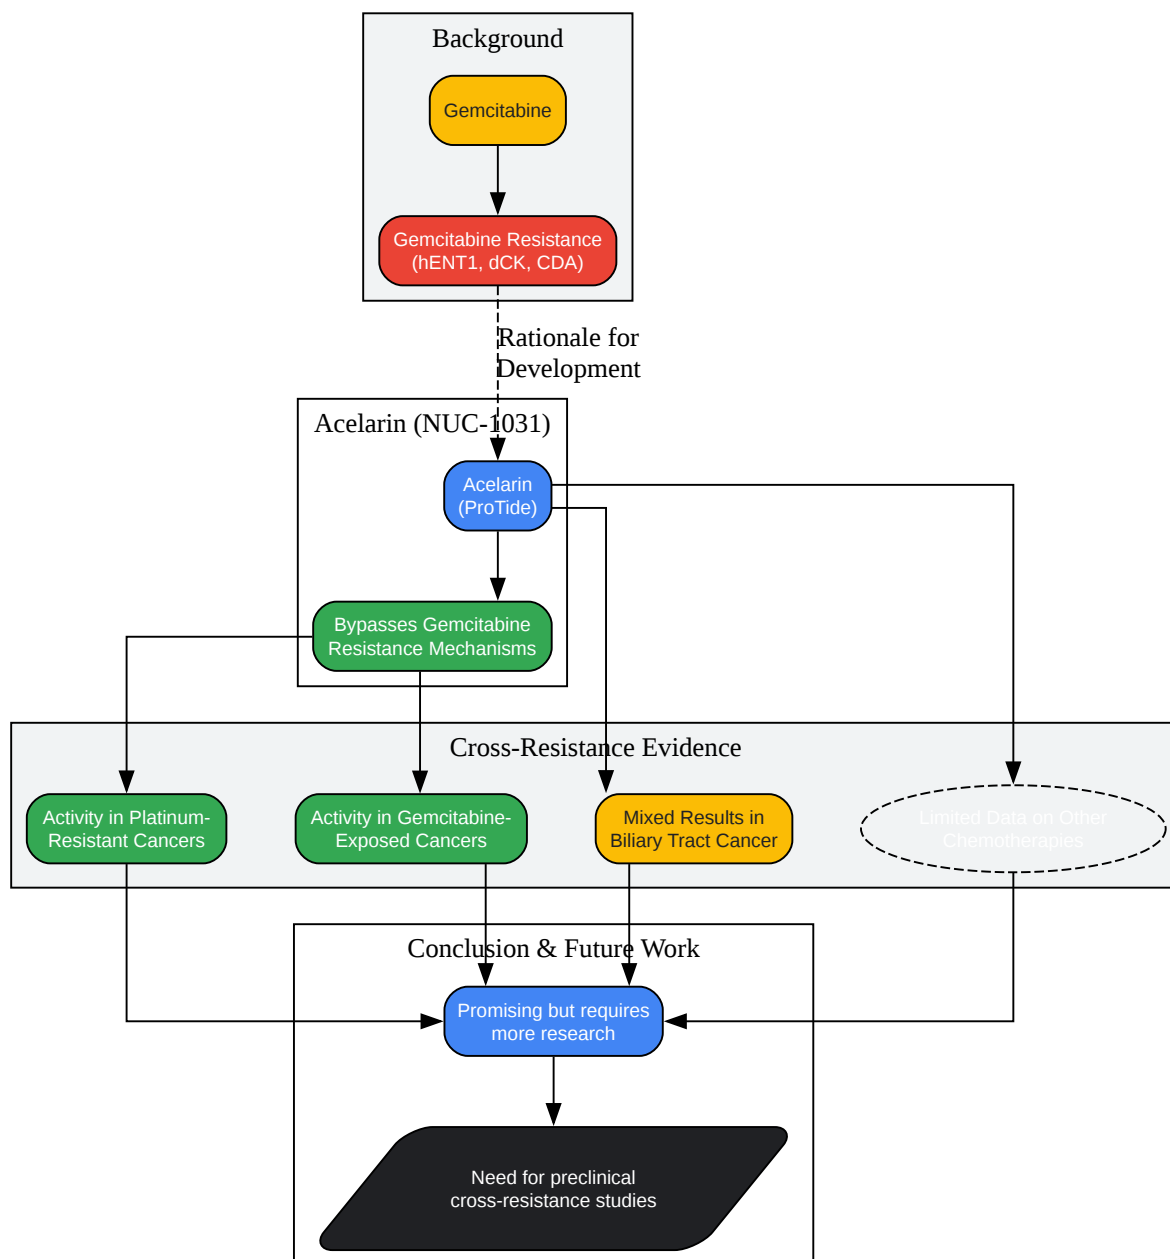 Background
Gemcitabine
Gemcitabine Resistance
(hENT1, dCK, CDA)
Rationale for
Development
Acelarin (NUC-1031)
Acelarin
(ProTide)
Bypasses Gemcitabine
Resistance Mechanisms
Cross-Resistance Evidence
Activity in Platinum-
Resistant Cancers
Activity in Gemcitabine-
Exposed Cancers
Mixed Results in
Biliary Tract Cancer
Limited Data on Other
Chemotherapies
Conclusion & Future Work
Promising but requires
more research
Need for preclinical
cross-resistance studies